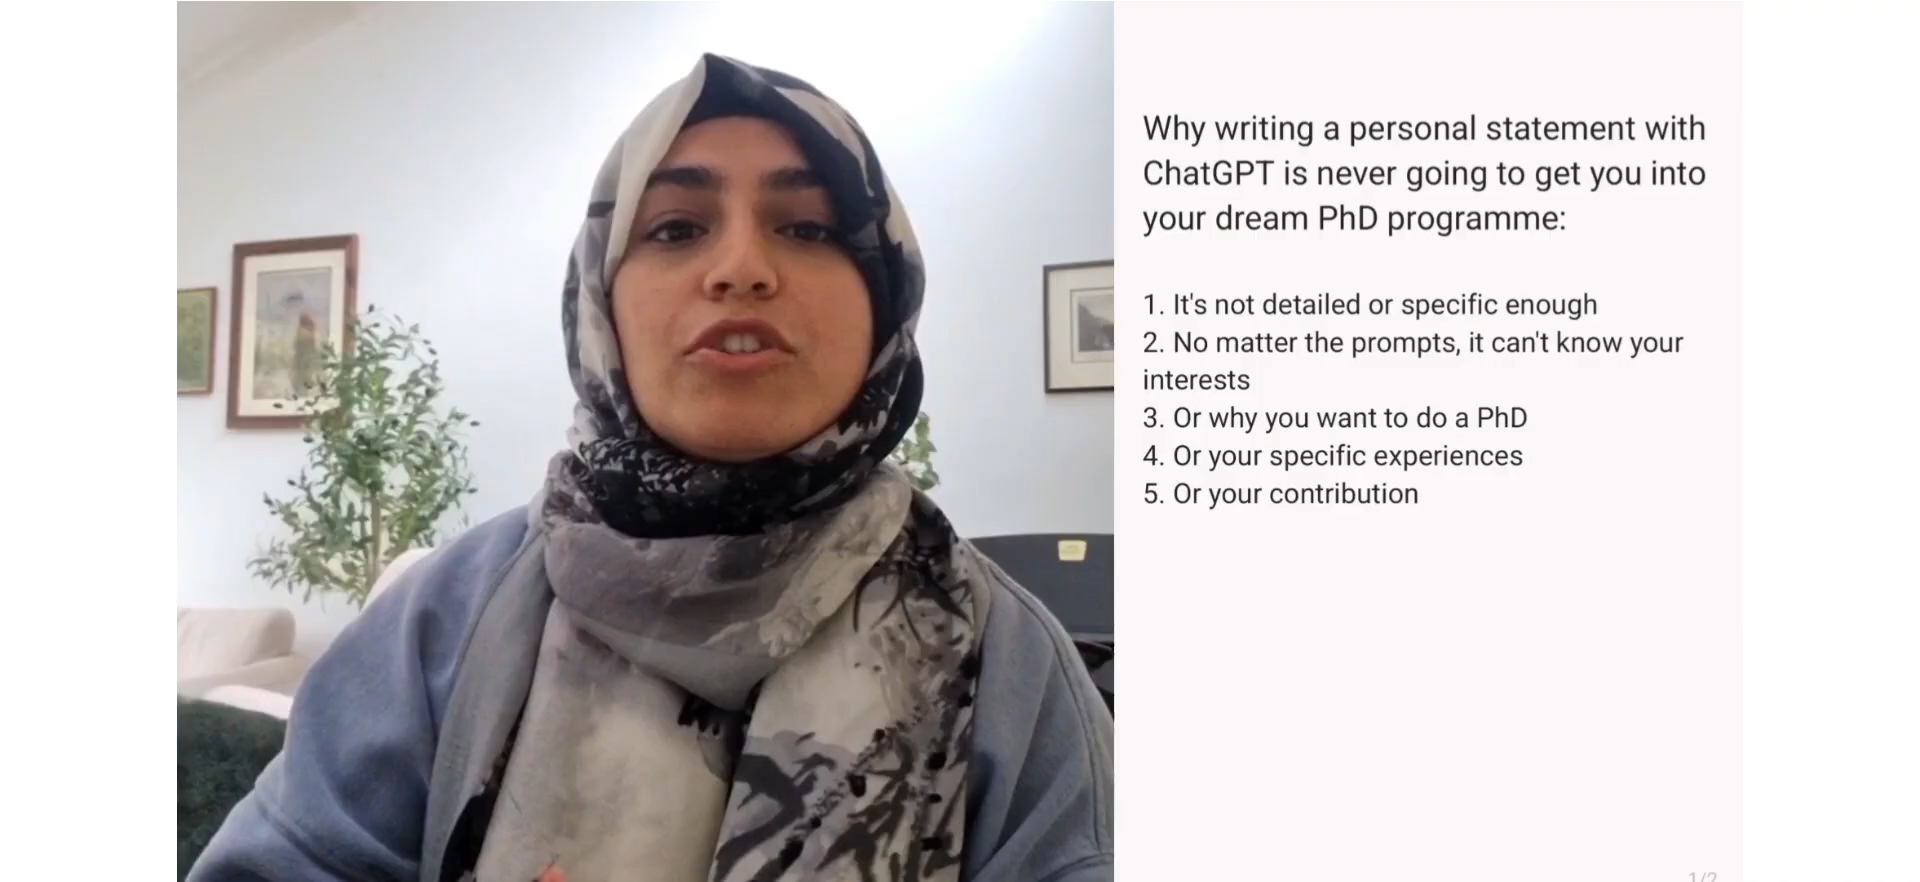 Why writing a personal statement with
ChatGPT is never going to get you into
your dream PhD programme:
1. It's not detailed or specific enough
2. No matter the prompts, it can't know your
interests
3. Or why you want to do a PhD
4. Or your specific experiences
5. Or your contribution
1/2